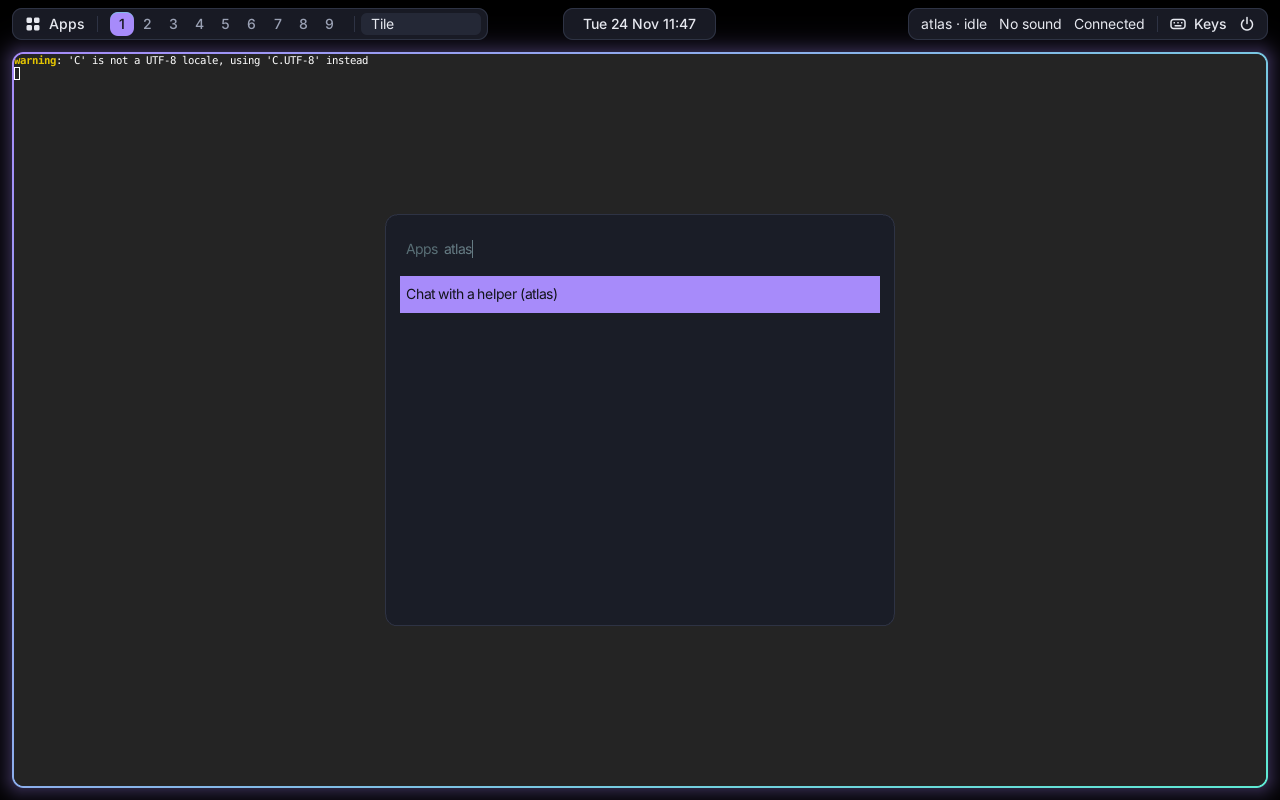 Apps 1 2 3 4 5 6 7 8 9 Tile Tue 24 Nov 11:47 atlas · idle No sound Connected Keys
warning: 'C' is not a UTF-8 locale, using 'C.UTF-8' instead
Apps atlas
Chat with a helper (atlas)